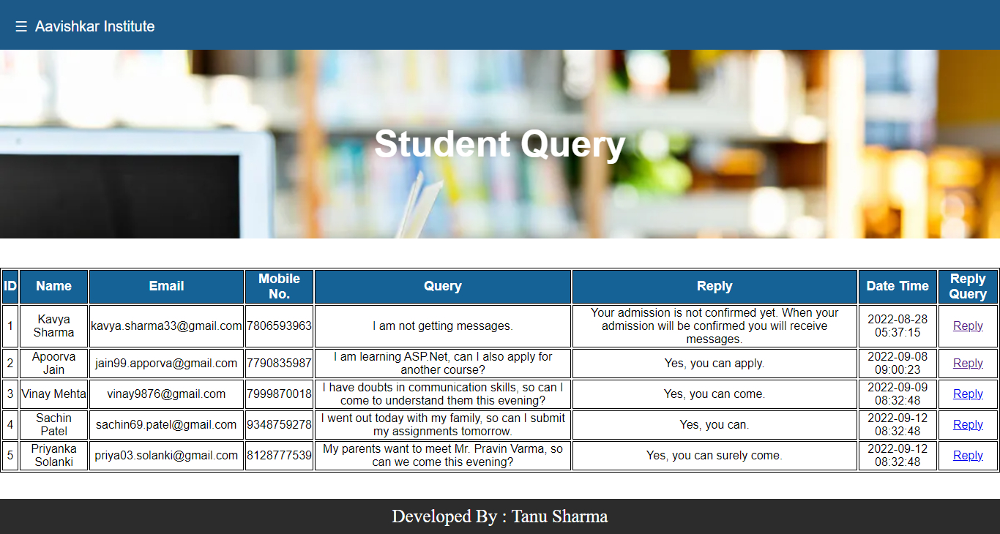 ☰ Aavishkar Institute
Student Query
ID Name Email Mobile No. Query Reply Date Time Reply Query
1 Kavya Sharma kavya.sharma33@gmail.com 7806593963 I am not getting messages. Your admission is not confirmed yet. When your admission will be confirmed you will receive messages. 2022-08-28 05:37:15 Reply
2 Apoorva Jain jain99.apporva@gmail.com 7790835987 I am learning ASP.Net, can I also apply for another course? Yes, you can apply. 2022-09-08 09:00:23 Reply
3 Vinay Mehta vinay9876@gmail.com 7999870018 I have doubts in communication skills, so can I come to understand them this evening? Yes, you can come. 2022-09-09 08:32:48 Reply
4 Sachin Patel sachin69.patel@gmail.com 9348759278 I went out today with my family, so can I submit my assignments tomorrow. Yes, you can. 2022-09-12 08:32:48 Reply
5 Priyanka Solanki priya03.solanki@gmail.com 8128777539 My parents want to meet Mr. Pravin Varma, so can we come this evening? Yes, you can surely come. 2022-09-12 08:32:48 Reply
Developed By : Tanu Sharma